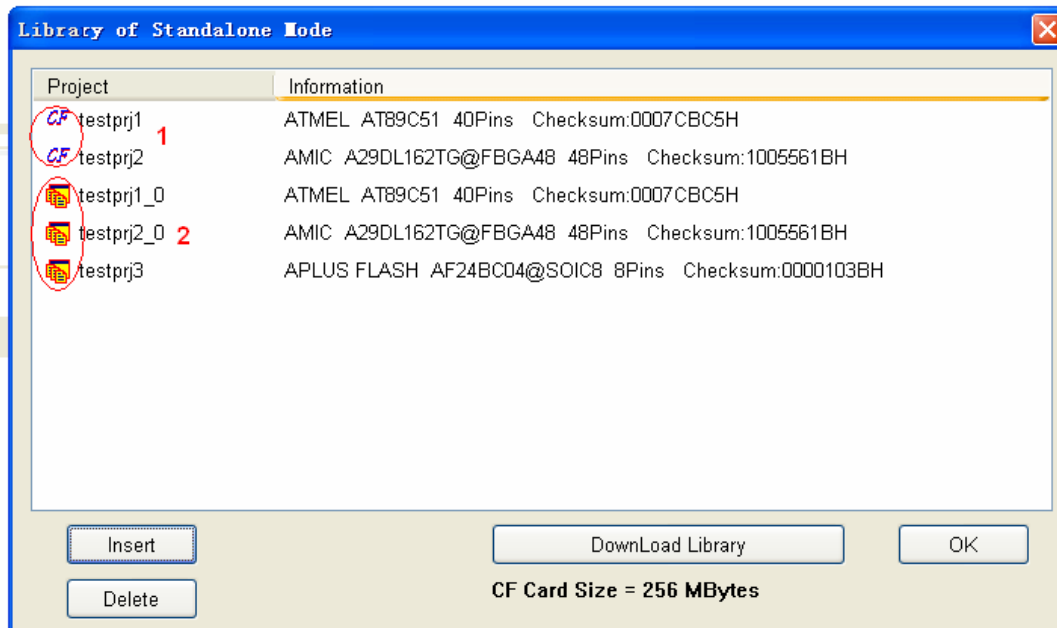 Library of Standalone Mode
Project Information
CF testprj1 ATMEL AT89C51 40Pins Checksum:0007CBC5H
1
CF testprj2 AMIC A29DL162TG@FBGA48 48Pins Checksum:1005561BH
testprj1_0 ATMEL AT89C51 40Pins Checksum:0007CBC5H
testprj2_0 2 AMIC A29DL162TG@FBGA48 48Pins Checksum:1005561BH
testprj3 APLUS FLASH AF24BC04@SOIC8 8Pins Checksum:0000103BH
Insert DownLoad Library OK
Delete CF Card Size = 256 MBytes